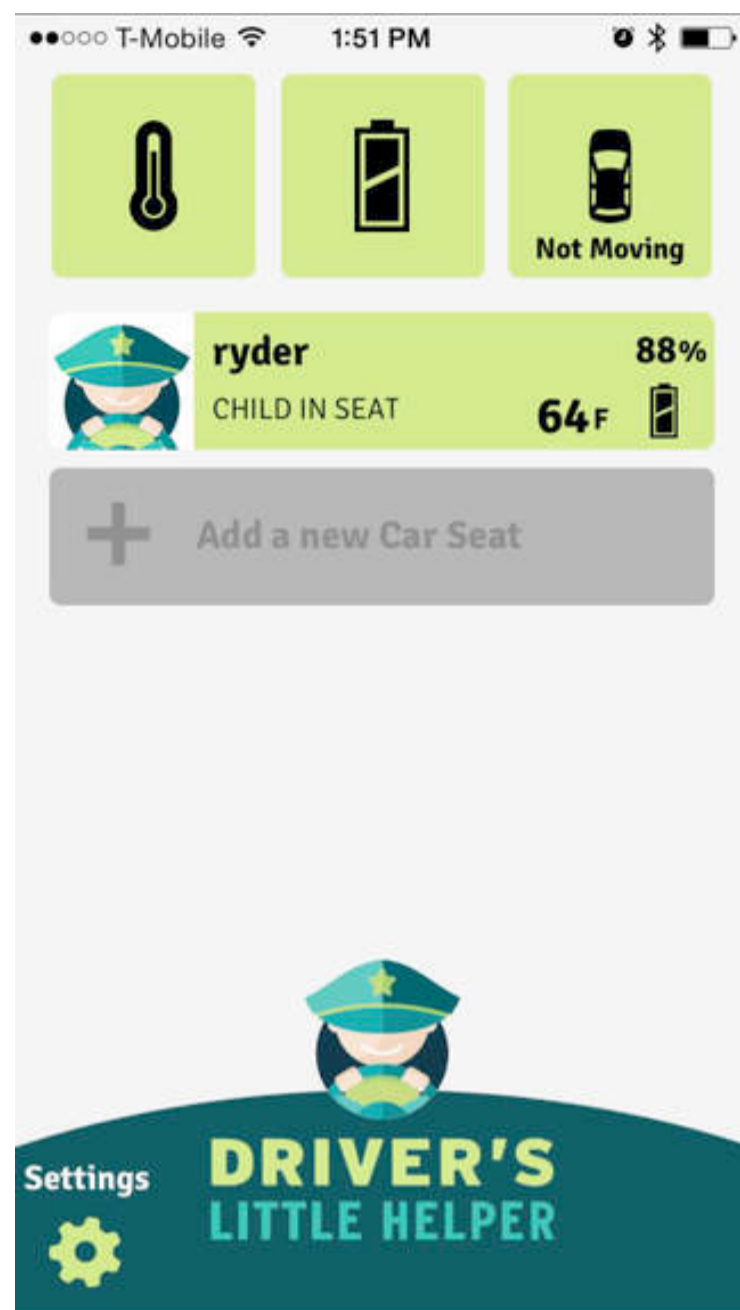 T-Mobile 1:51 PM
Not Moving
ryder 88%
CHILD IN SEAT 64 F
Add a new Car Seat
Settings
DRIVER'S
LITTLE HELPER